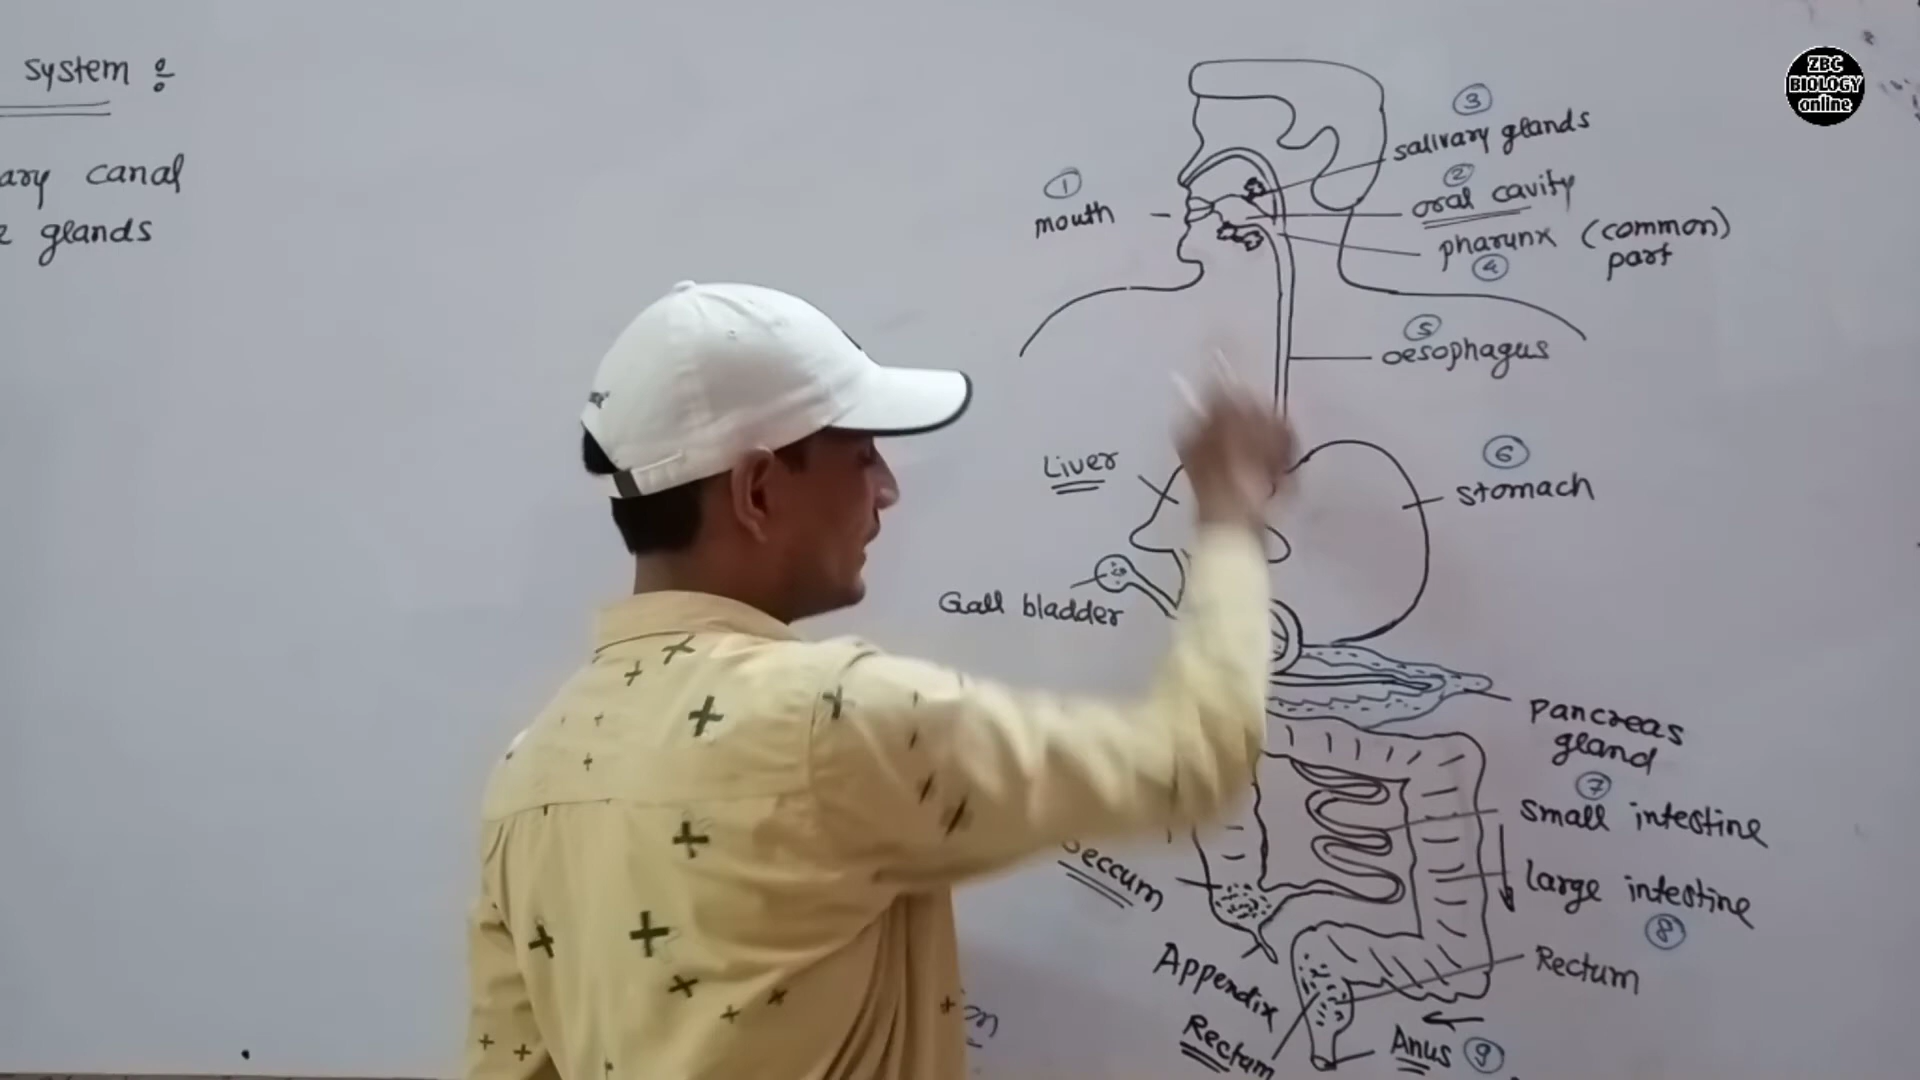 system :
ary canal
glands
ZBC
BIOLOGY
online
3
salivary glands
1
mouth
2
oral cavity
pharynx (common)
part
4
5
oesophagus
Liver
6
stomach
Gall bladder
pancreas
gland
7
small intestine
large intestine
8
eccum
Appendix
Rectum
Rectum
Anus 9